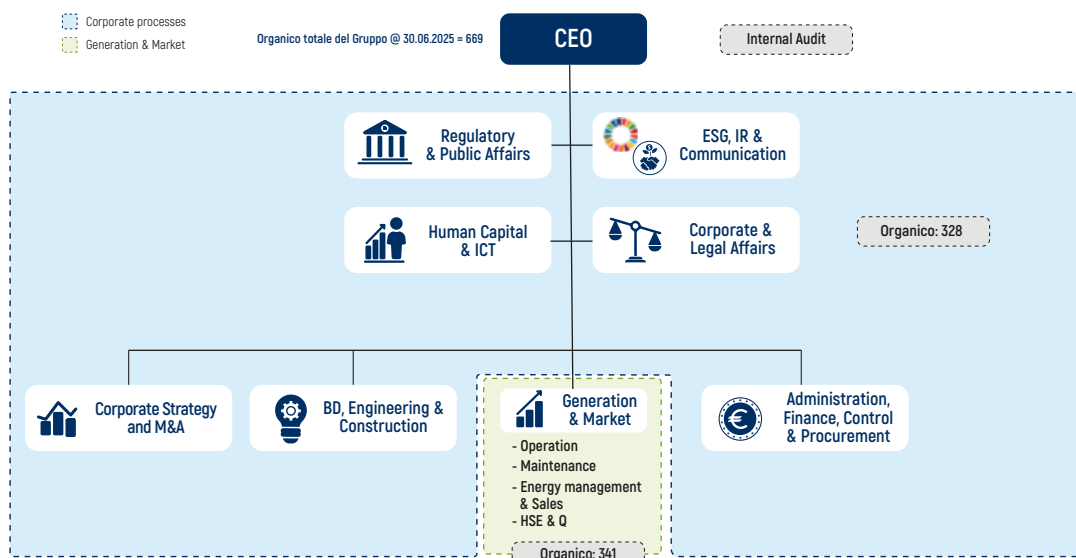 Corporate processes
Generation & Market
Organico totale del Gruppo @ 30.06.2025 = 669
CEO
Internal Audit
Regulatory
& Public Affairs
ESG, IR &
Communication
Human Capital
& ICT
Corporate &
Legal Affairs
Organico: 328
Corporate Strategy
and M&A
BD, Engineering &
Construction
Generation
& Market
- Operation
- Maintenance
- Energy management
& Sales
- HSE & Q
Organico: 341
Administration,
Finance, Control
& Procurement